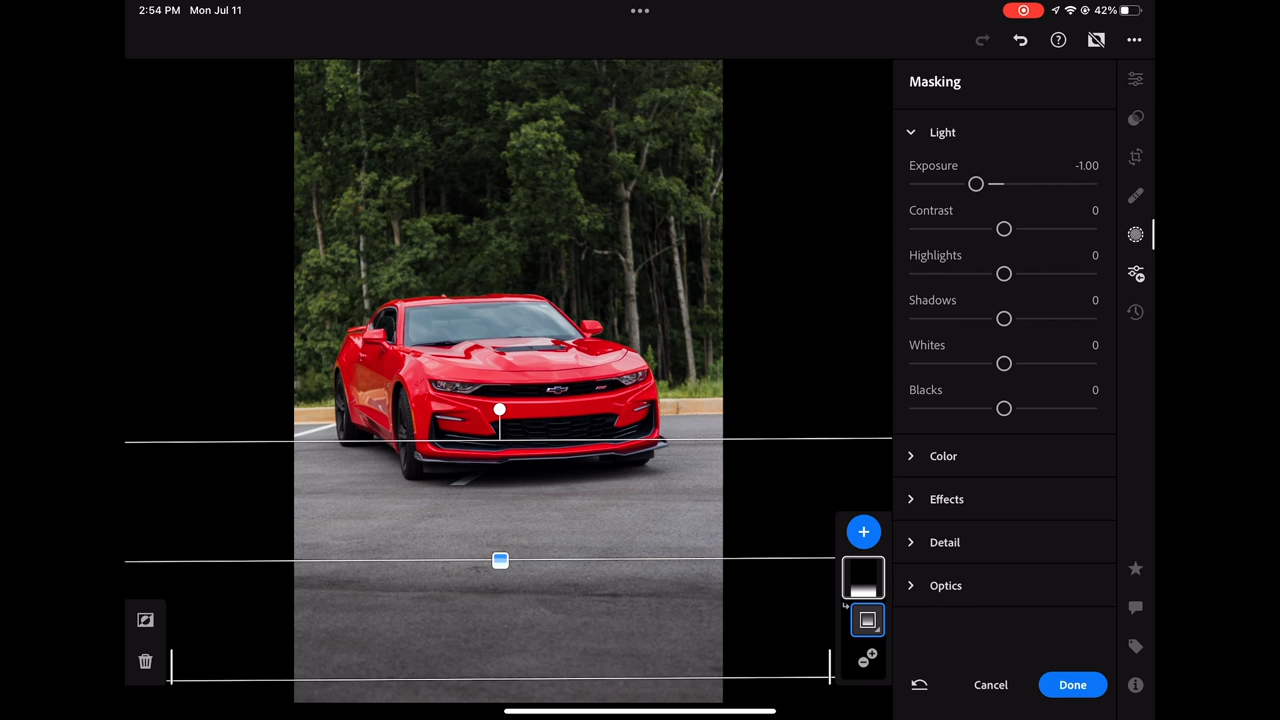 2:54 PM Mon Jul 11
42%
Masking
Light
Exposure -1.00
Contrast 0
Highlights 0
Shadows 0
Whites 0
Blacks 0
Color
Effects
Detail
Optics
Cancel Done